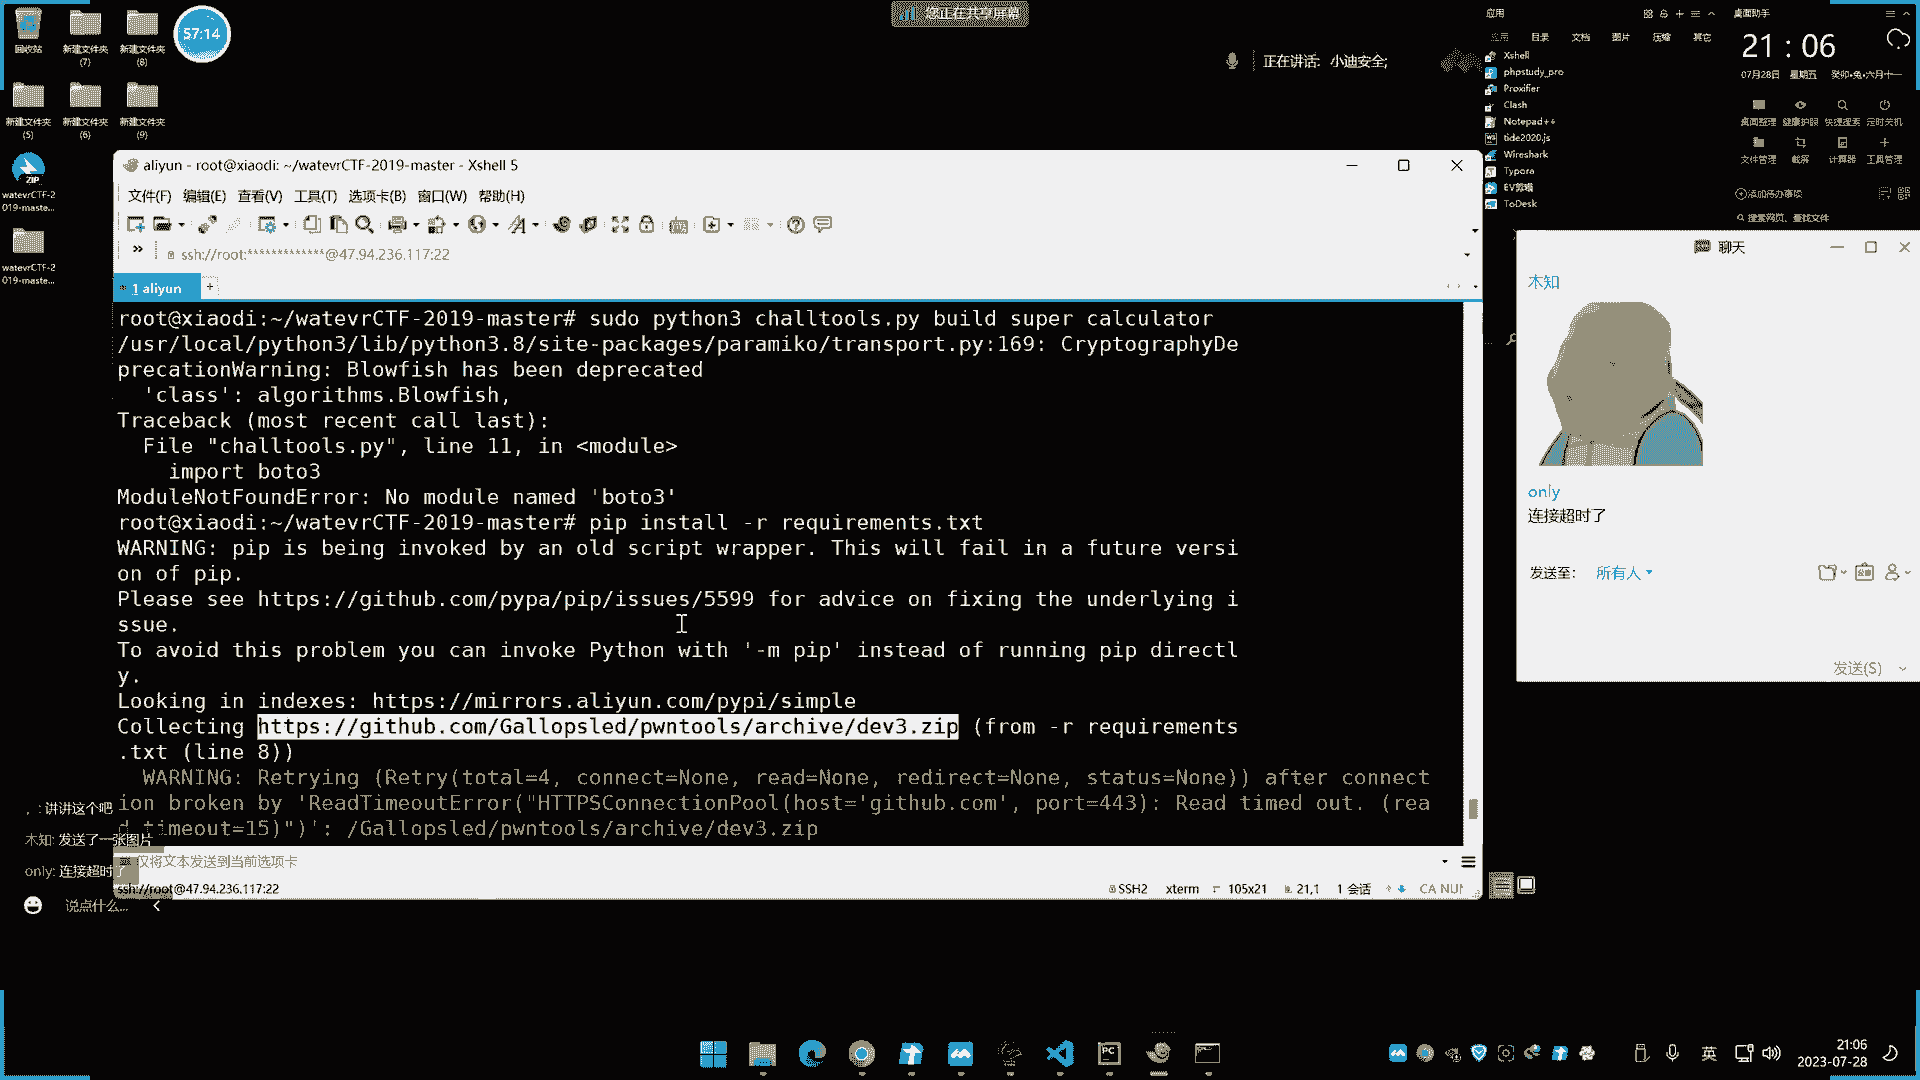 您正在共享屏幕
正在讲话: 小迪安全;
回收站
新建文件夹 (7)
新建文件夹 (8)
57:14
新建文件夹 (5)
新建文件夹 (6)
新建文件夹 (9)
ZIP
watevrCTF-2019-maste...
watevrCTF-2019-maste...
应用
应用 目录 文档 图片 压缩 其它
Xshell
phpstudy_pro
Proxifier
Clash
Notepad++
tide2020.js
Wireshark
Typora
EV剪辑
ToDesk
桌面助手
21:06
07月28日 星期五 癸卯•兔•六月十一
桌面整理 健康护眼 快捷搜索 定时关机
文件管理 截屏 计算器 工具管理
添加待办事项
搜索网页、查找文件
aliyun - root@xiaodi: ~/watevrCTF-2019-master - Xshell 5
文件(F) 编辑(E) 查看(V) 工具(T) 选项卡(B) 窗口(W) 帮助(H)
ssh://root:*************@47.94.236.117:22
1 aliyun
root@xiaodi:~/watevrCTF-2019-master# sudo python3 challtools.py build super calculator
/usr/local/python3/lib/python3.8/site-packages/paramiko/transport.py:169: CryptographyDe
precationWarning: Blowfish has been deprecated
'class': algorithms.Blowfish,
Traceback (most recent call last):
File "challtools.py", line 11, in <module>
import boto3
ModuleNotFoundError: No module named 'boto3'
root@xiaodi:~/watevrCTF-2019-master# pip install -r requirements.txt
WARNING: pip is being invoked by an old script wrapper. This will fail in a future versi
on of pip.
Please see https://github.com/pypa/pip/issues/5599 for advice on fixing the underlying i
ssue.
To avoid this problem you can invoke Python with '-m pip' instead of running pip directl
y.
Looking in indexes: https://mirrors.aliyun.com/pypi/simple
Collecting https://github.com/Gallopsled/pwntools/archive/dev3.zip (from -r requirements
.txt (line 8))
WARNING: Retrying (Retry(total=4, connect=None, read=None, redirect=None, status=None)) after connect
ion broken by 'ReadTimeoutError("HTTPSConnectionPool(host='github.com', port=443): Read timed out. (rea
d timeout=15)")': /Gallopsled/pwntools/archive/dev3.zip
仅将文本发送到当前选项卡
ssh://root@47.94.236.117:22
SSH2 xterm 105x21 21,1 1 会话 CA NUM
聊天
木知
only
连接超时了
发送至: 所有人
发送(S)
: 讲讲这个吧
木知: 发送了一张图片
only: 连接超时了
说点什么...
英
21:06
2023-07-28